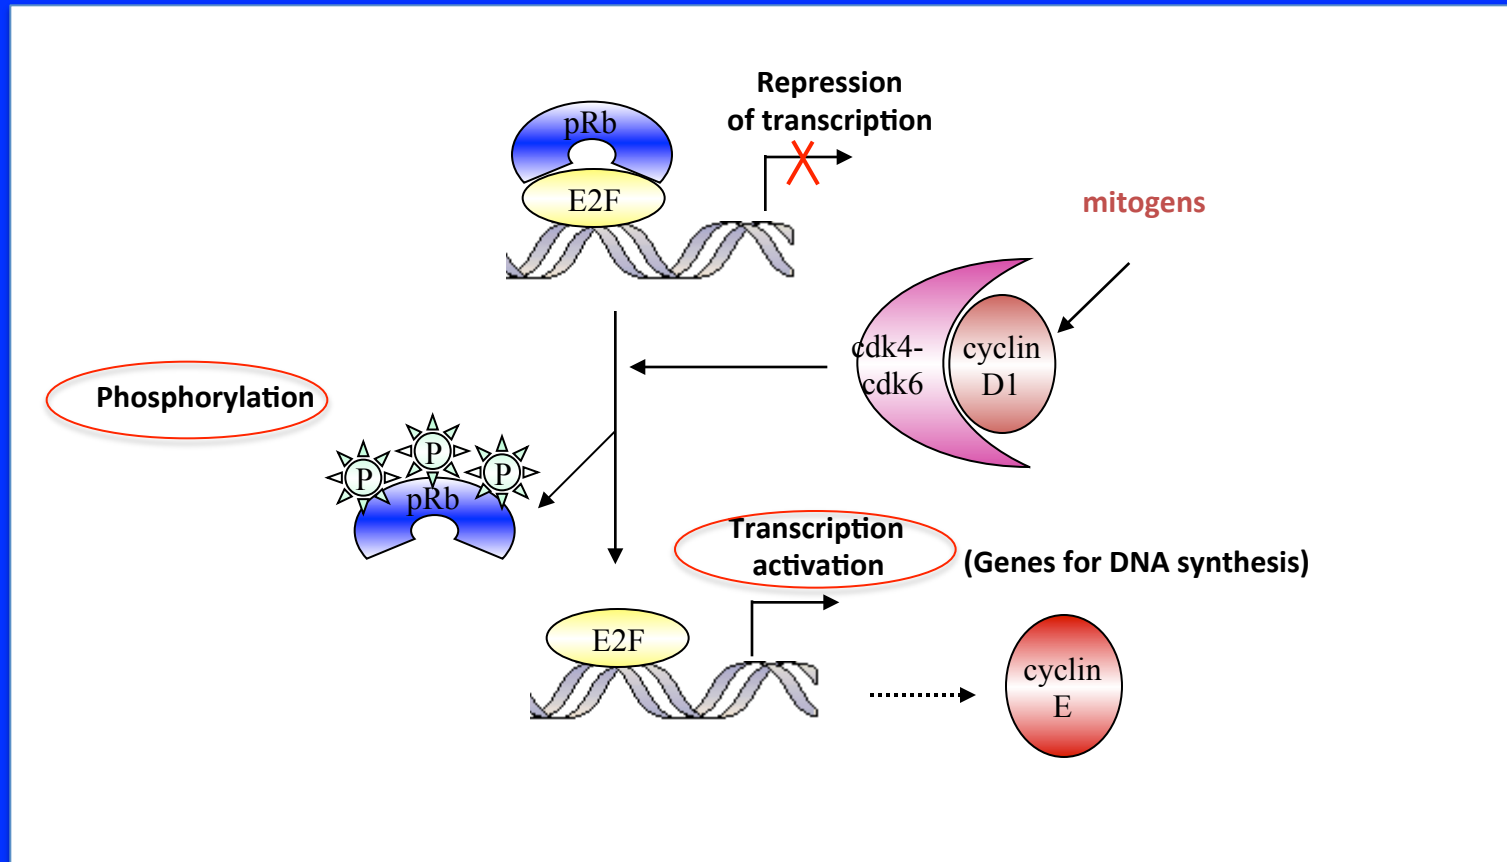 Repression
of transcription
pRb
E2F
mitogens
cdk4-
cdk6
cyclin
D1
Phosphorylation
P
P
P
pRb
Transcription
activation
(Genes for DNA synthesis)
E2F
cyclin
E